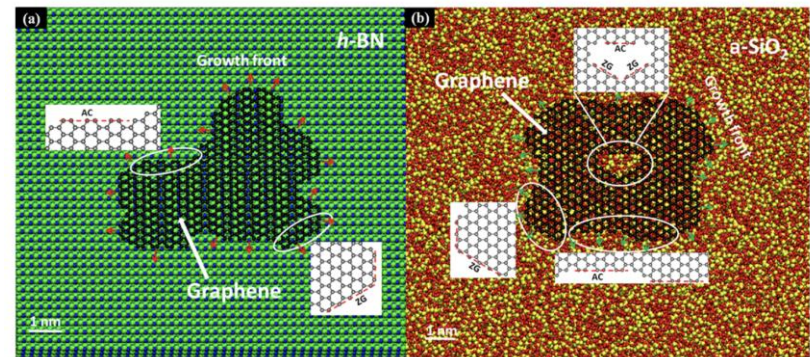 (a)
h-BN
Growth front
AC
Graphene
ZG
1 nm
(b)
a-SiO₂
AC
ZG
ZG
Graphene
Growth front
ZG
AC
1 nm